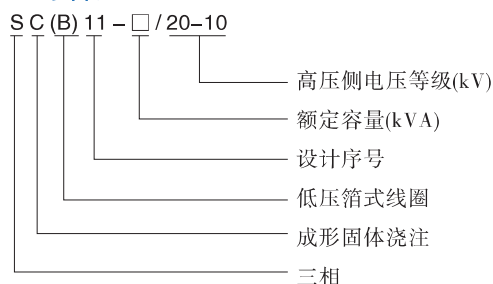 S C (B) 11 – □ / 20–10
高压侧电压等级(kV)
额定容量(kVA)
设计序号
低压箔式线圈
成形固体浇注
三相